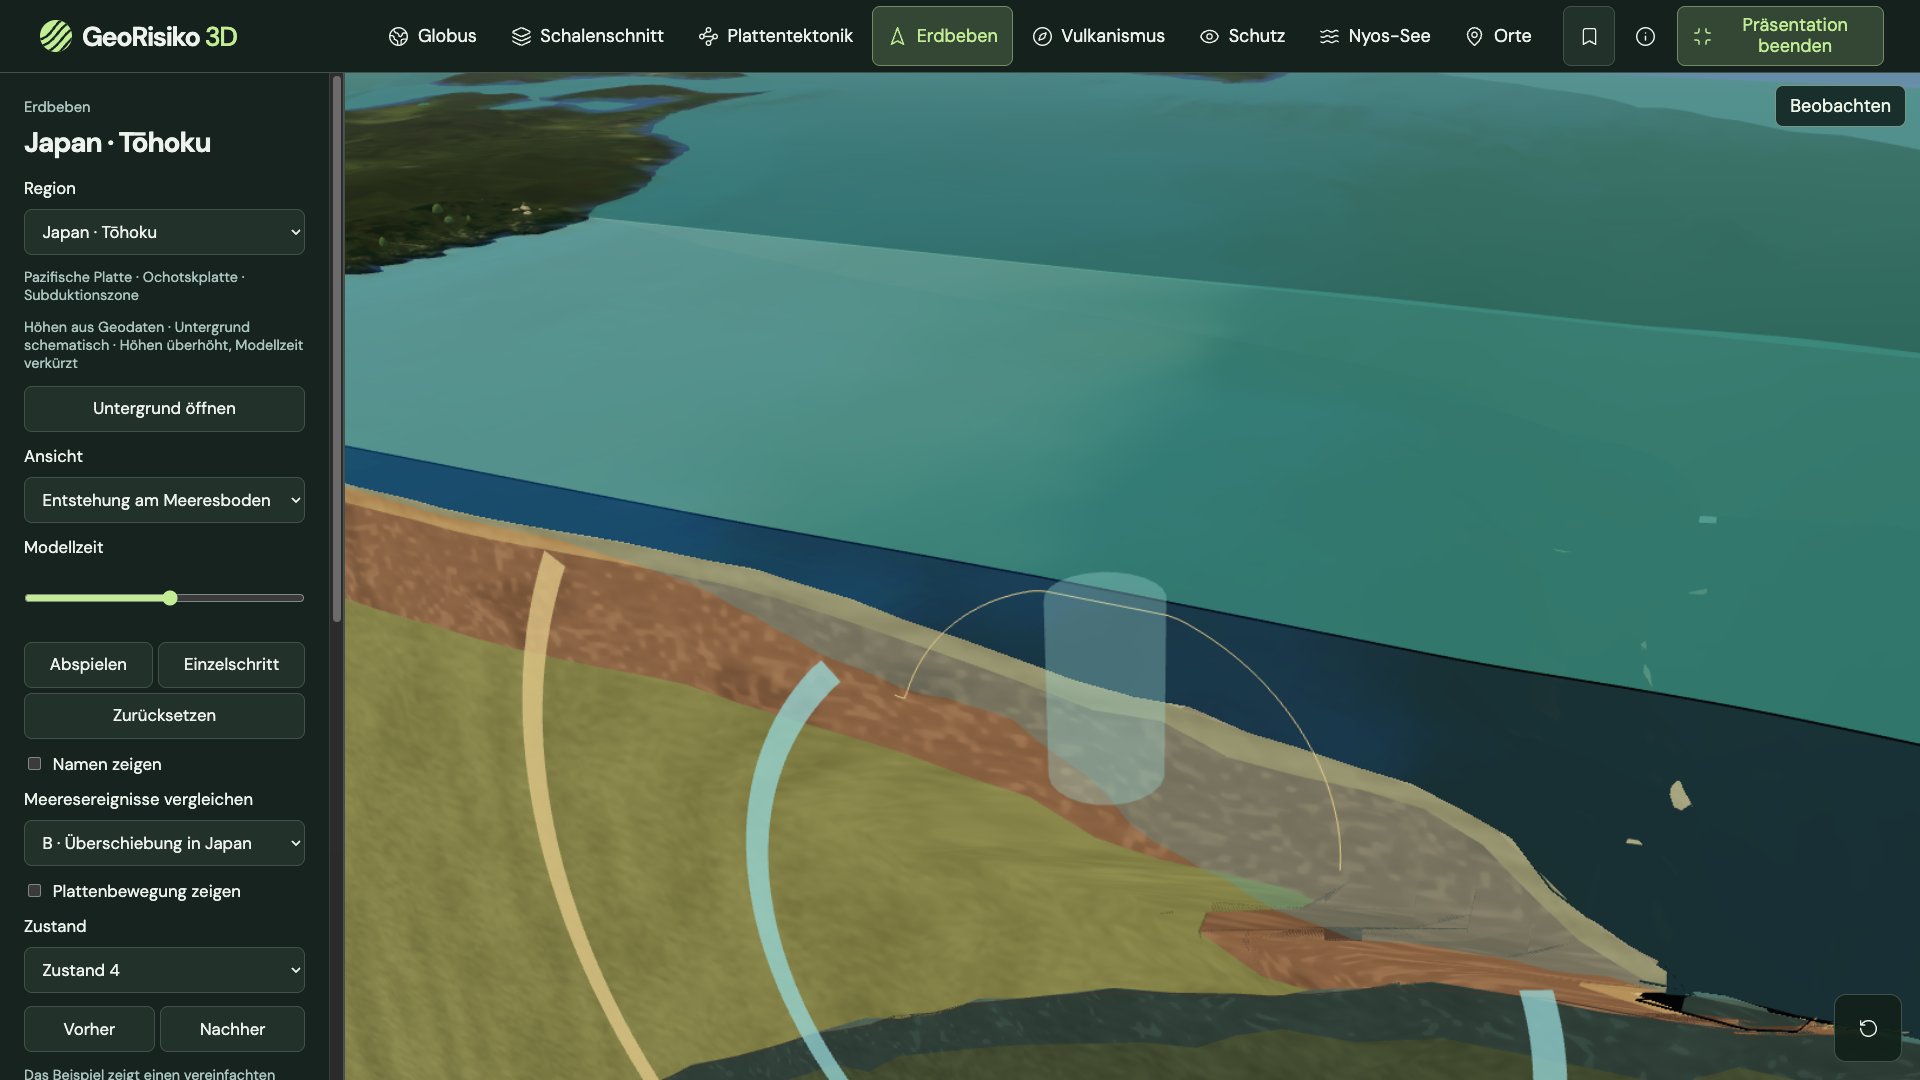 GeoRisiko 3D
Globus
Schalenschnitt
Plattentektonik
Erdbeben
Vulkanismus
Schutz
Nyos-See
Orte
Präsentation
beenden
Erdbeben
Japan · Tōhoku
Region
Japan · Tōhoku
Pazifische Platte · Ochotskplatte ·
Subduktionszone
Höhen aus Geodaten · Untergrund
schematisch · Höhen überhöht, Modellzeit
verkürzt
Untergrund öffnen
Ansicht
Entstehung am Meeresboden
Modellzeit
Abspielen
Einzelschritt
Zurücksetzen
Namen zeigen
Meeresereignisse vergleichen
B · Überschiebung in Japan
Plattenbewegung zeigen
Zustand
Zustand 4
Vorher
Nachher
Das Beispiel zeigt einen vereinfachten
Beobachten